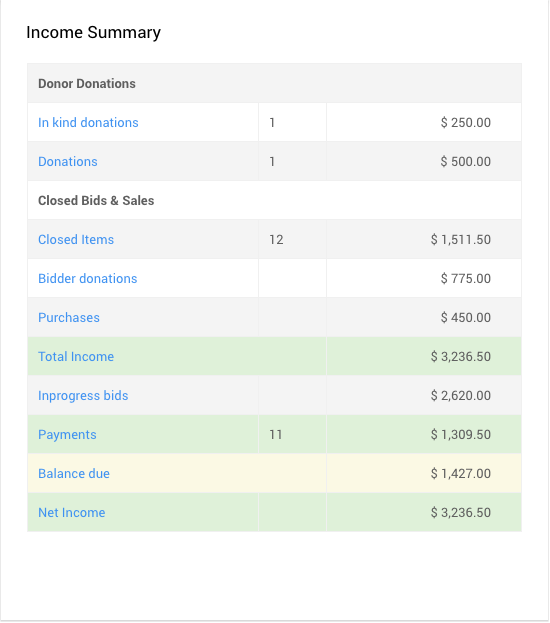 Income Summary
Donor Donations
In kind donations 1 $ 250.00
Donations 1 $ 500.00
Closed Bids & Sales
Closed Items 12 $ 1,511.50
Bidder donations $ 775.00
Purchases $ 450.00
Total Income $ 3,236.50
Inprogress bids $ 2,620.00
Payments 11 $ 1,309.50
Balance due $ 1,427.00
Net Income $ 3,236.50